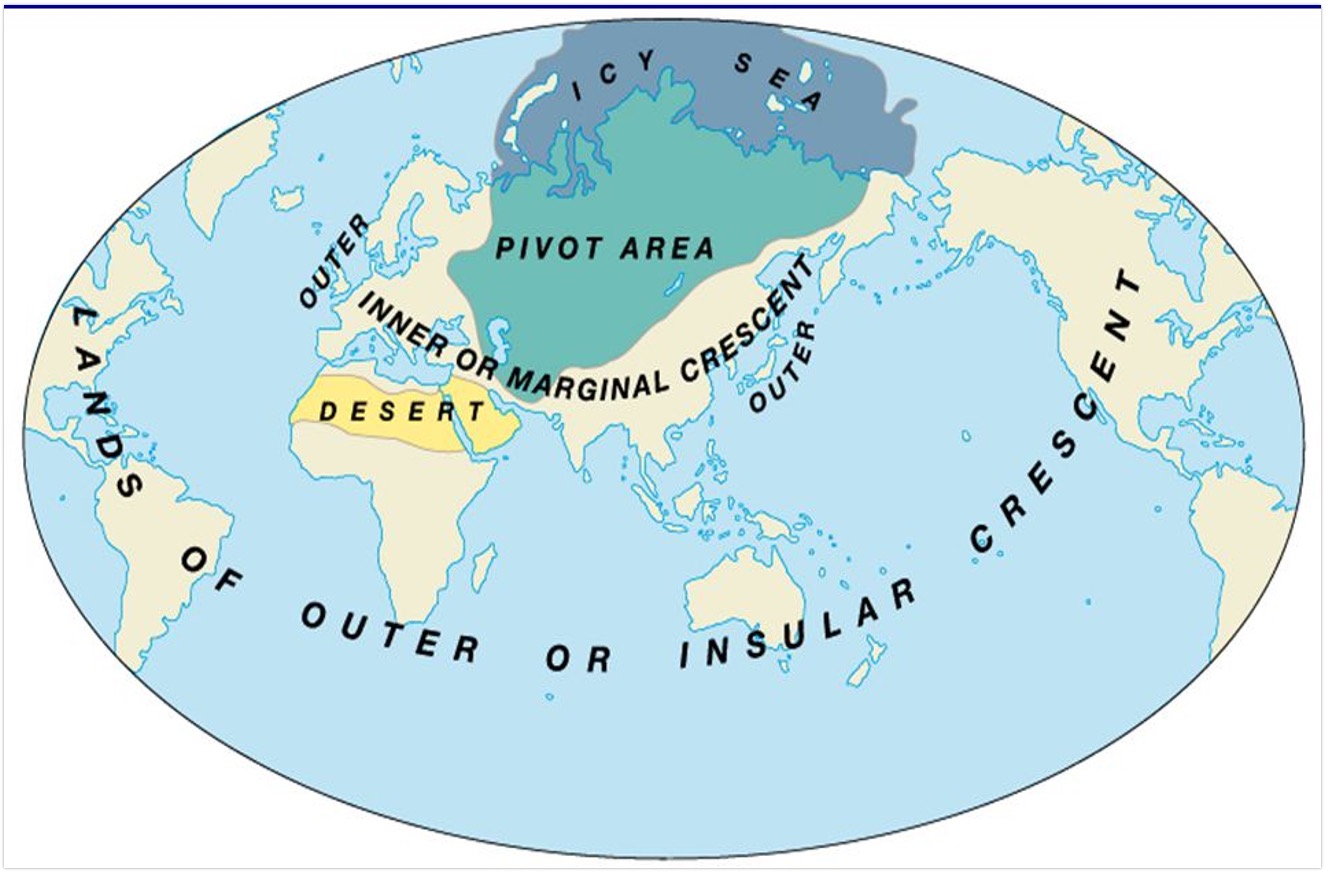 ICY SEA
PIVOT AREA
OUTER
INNER OR MARGINAL CRESCENT
OUTER
DESERT
LANDS OF OUTER OR INSULAR CRESCENT